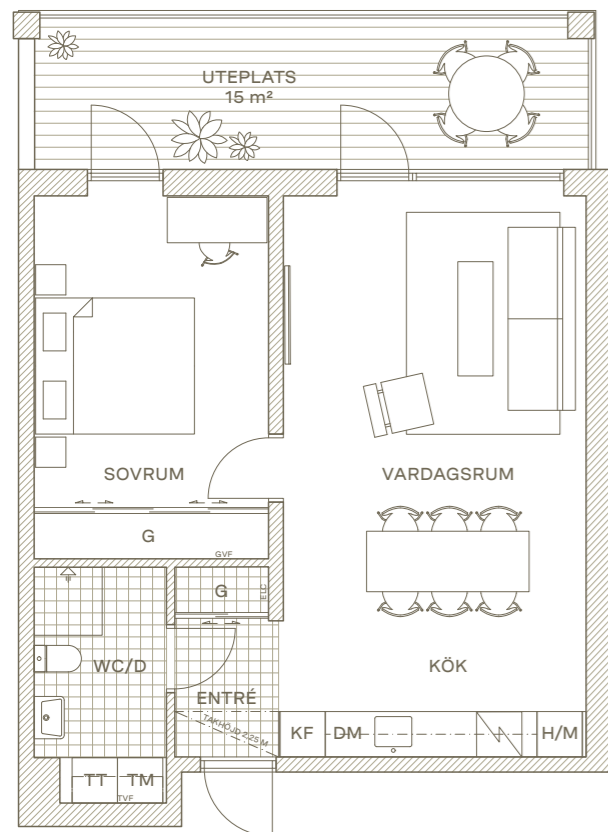 UTEPLATS
15 m²
SOVRUM
VARDAGSRUM
G
GVF
G
ELC
WC/D
KÖK
ENTRÉ
TAKHÖJD 2,25 M
KF
DM
H/M
TT
TM
TVF